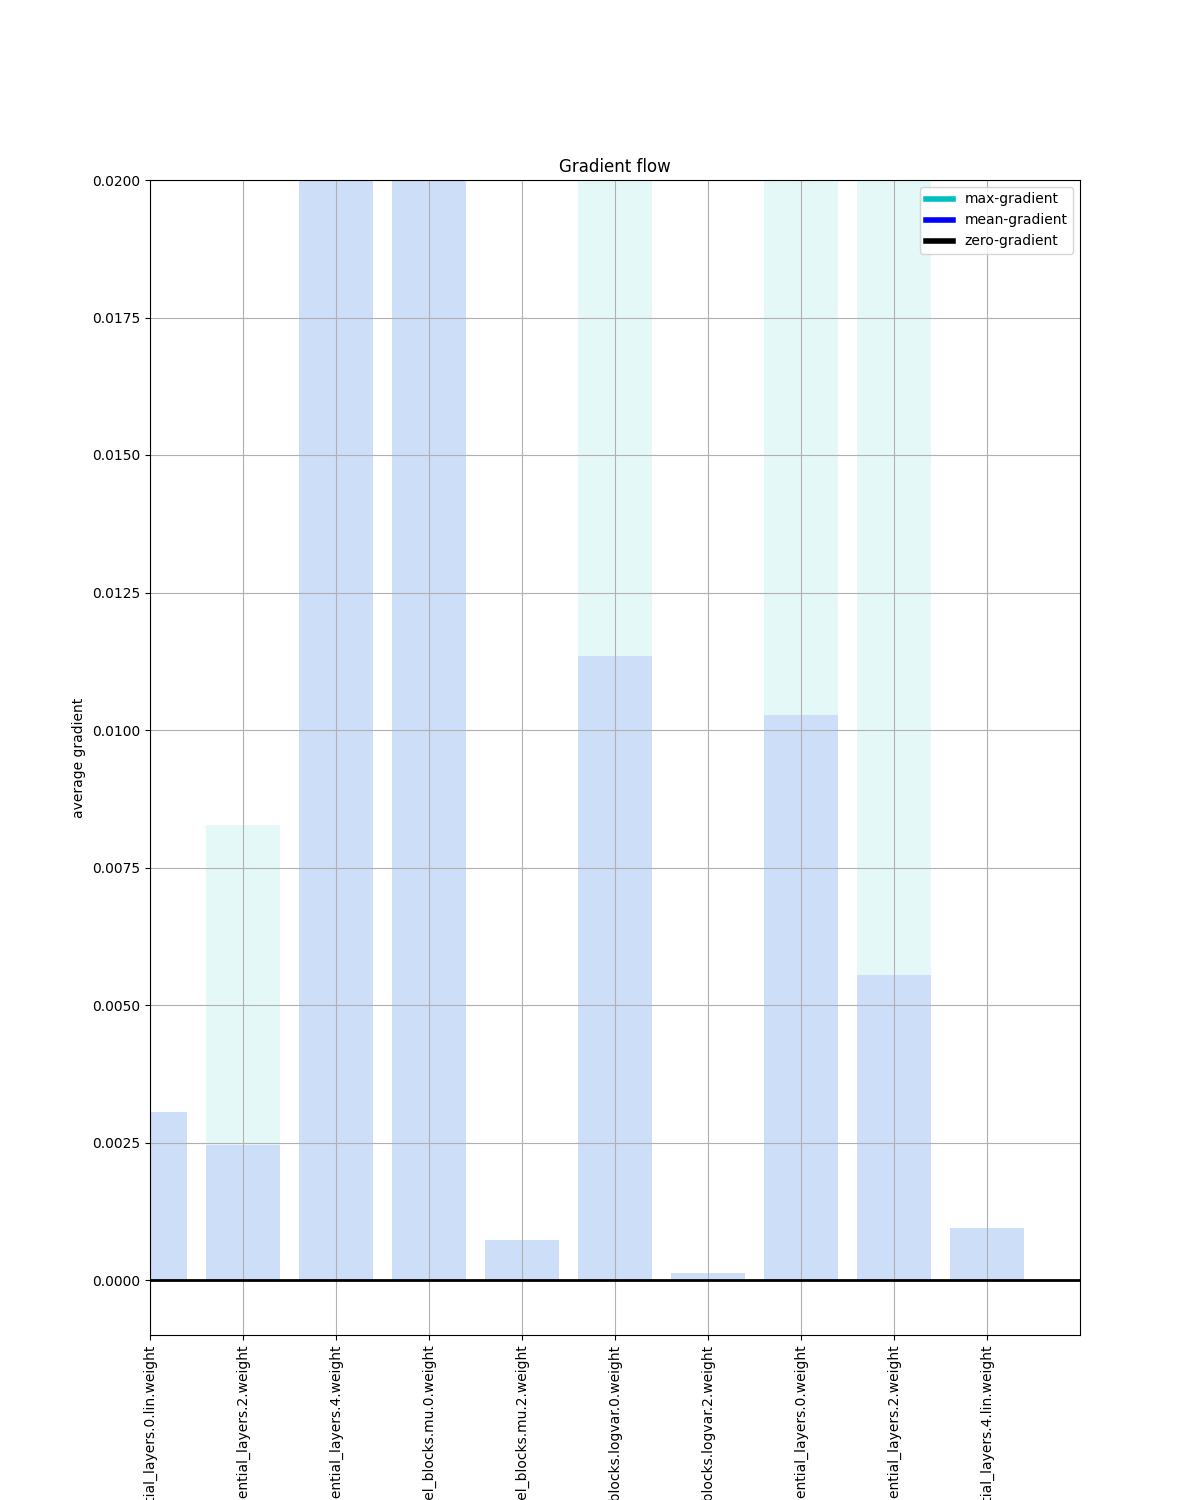 Gradient flow
max-gradient
mean-gradient
zero-gradient
0.0200
0.0175
0.0150
0.0125
0.0100
0.0075
0.0050
0.0025
0.0000
average gradient
tial_layers.0.lin.weight
ential_layers.2.weight
ential_layers.4.weight
el_blocks.mu.0.weight
el_blocks.mu.2.weight
blocks.logvar.0.weight
blocks.logvar.2.weight
ential_layers.0.weight
ential_layers.2.weight
tial_layers.4.lin.weight